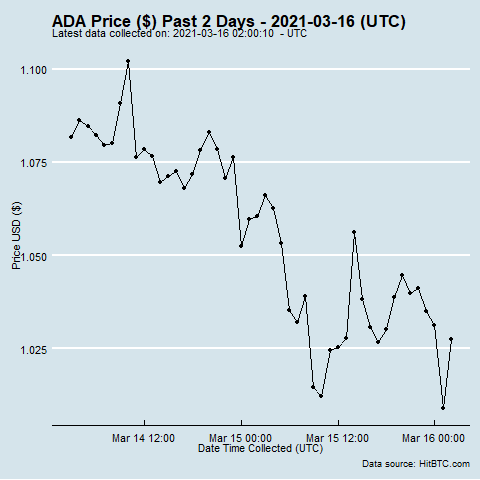 ADA Price ($) Past 2 Days - 2021-03-16 (UTC)
Latest data collected on: 2021-03-16 02:00:10  - UTC
1.100
1.075
1.050
1.025
Price USD ($)
Mar 14 12:00 Mar 15 00:00 Mar 15 12:00 Mar 16 00:00
Date Time Collected (UTC)
Data source: HitBTC.com